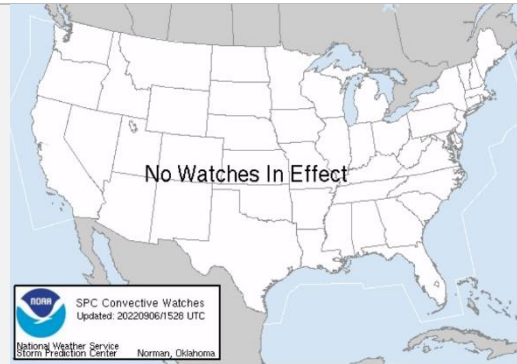 No Watches In Effect
NOAA
SPC Convective Watches
Updated: 20220906/1528 UTC
National Weather Service
Storm Prediction Center Norman, Oklahoma